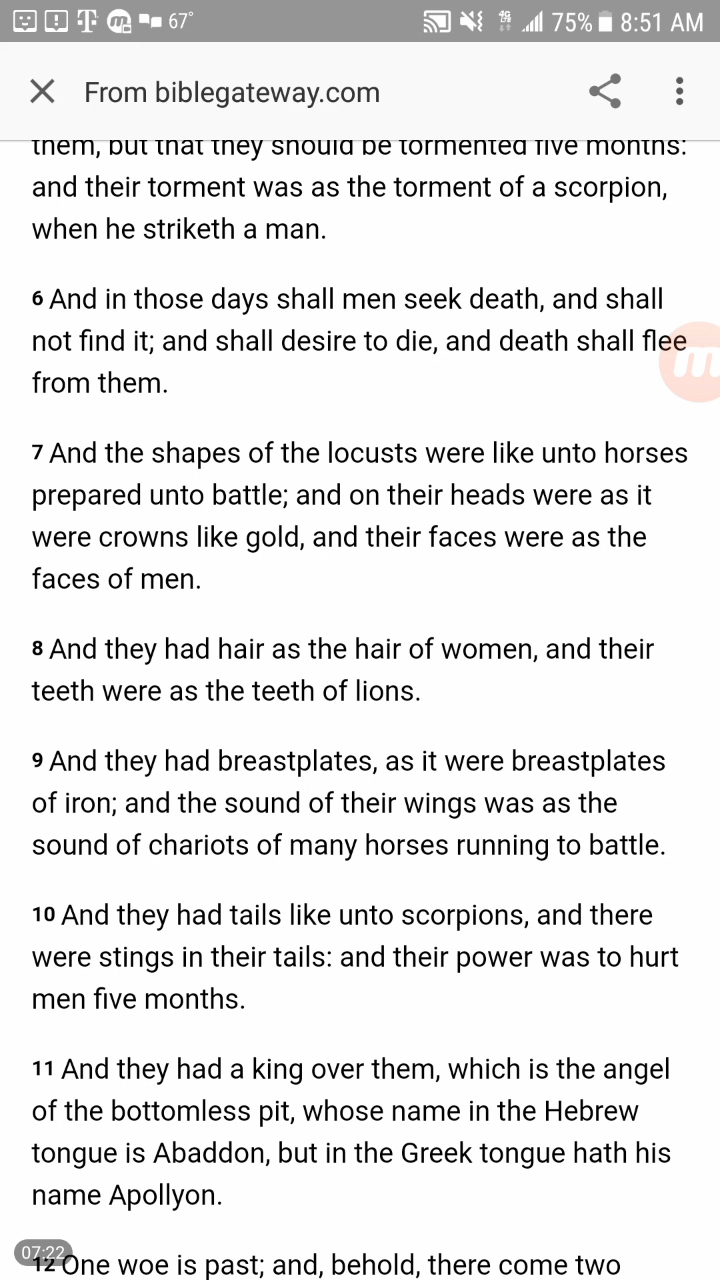 67°
4G
75%
8:51 AM
From biblegateway.com
them, but that they should be tormented five months:
and their torment was as the torment of a scorpion,
when he striketh a man.
6 And in those days shall men seek death, and shall
not find it; and shall desire to die, and death shall flee
from them.
m
7 And the shapes of the locusts were like unto horses
prepared unto battle; and on their heads were as it
were crowns like gold, and their faces were as the
faces of men.
8 And they had hair as the hair of women, and their
teeth were as the teeth of lions.
9 And they had breastplates, as it were breastplates
of iron; and the sound of their wings was as the
sound of chariots of many horses running to battle.
10 And they had tails like unto scorpions, and there
were stings in their tails: and their power was to hurt
men five months.
11 And they had a king over them, which is the angel
of the bottomless pit, whose name in the Hebrew
tongue is Abaddon, but in the Greek tongue hath his
name Apollyon.
07:22
12 One woe is past; and, behold, there come two